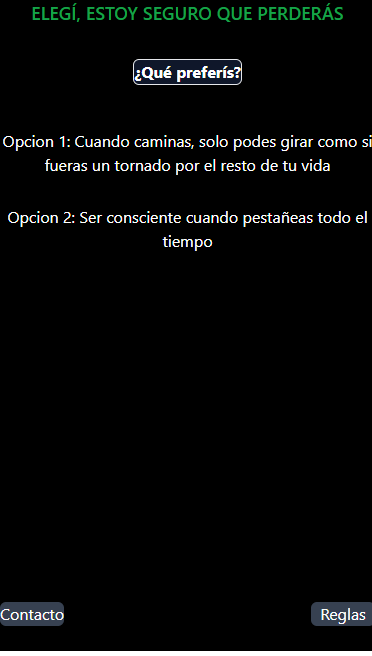 ELEGÍ, ESTOY SEGURO QUE PERDERÁS
¿Qué preferís?
Opcion 1: Cuando caminas, solo podes girar como si
fueras un tornado por el resto de tu vida
Opcion 2: Ser consciente cuando pestañeas todo el
tiempo
Contacto
Reglas